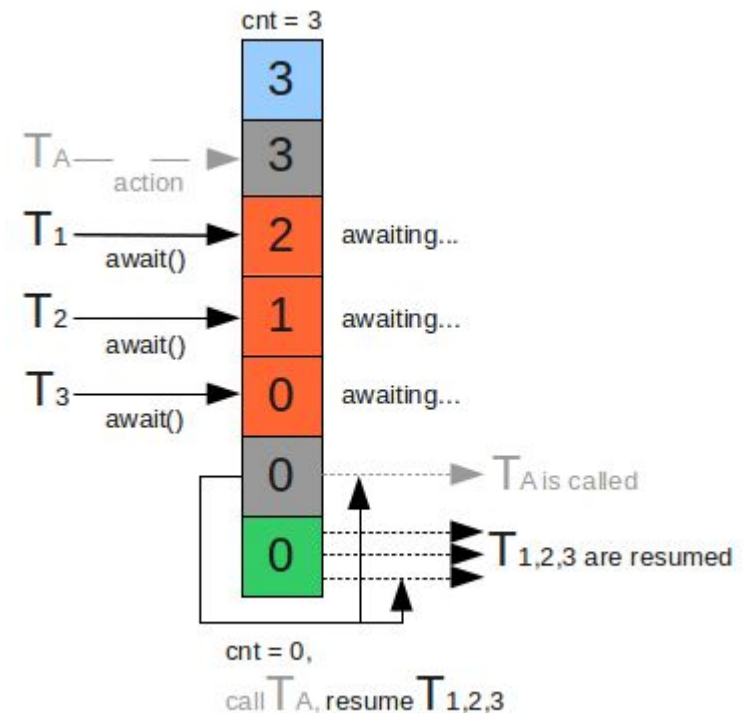 cnt = 3
3
TA
action
3
T1
await()
2
awaiting...
T2
await()
1
awaiting...
T3
await()
0
awaiting...
0
TA is called
0
T1,2,3 are resumed
cnt = 0,
call TA, resume T1,2,3